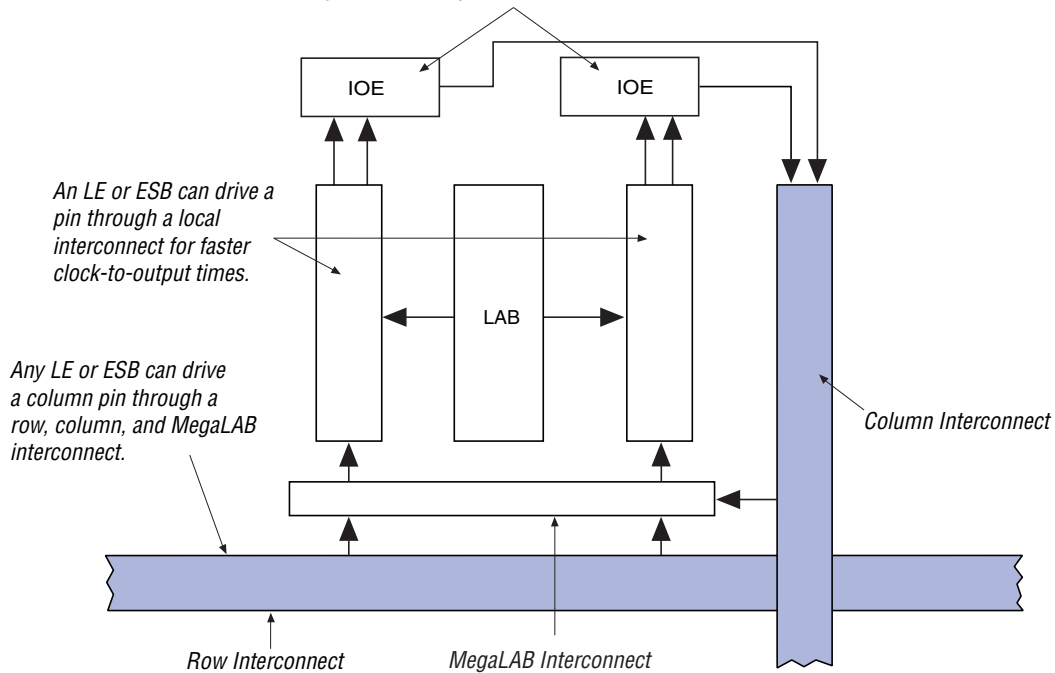 IOE
IOE
An LE or ESB can drive a
pin through a local
interconnect for faster
clock-to-output times.
LAB
Any LE or ESB can drive
a column pin through a
row, column, and MegaLAB
interconnect.
Column Interconnect
Row Interconnect
MegaLAB Interconnect